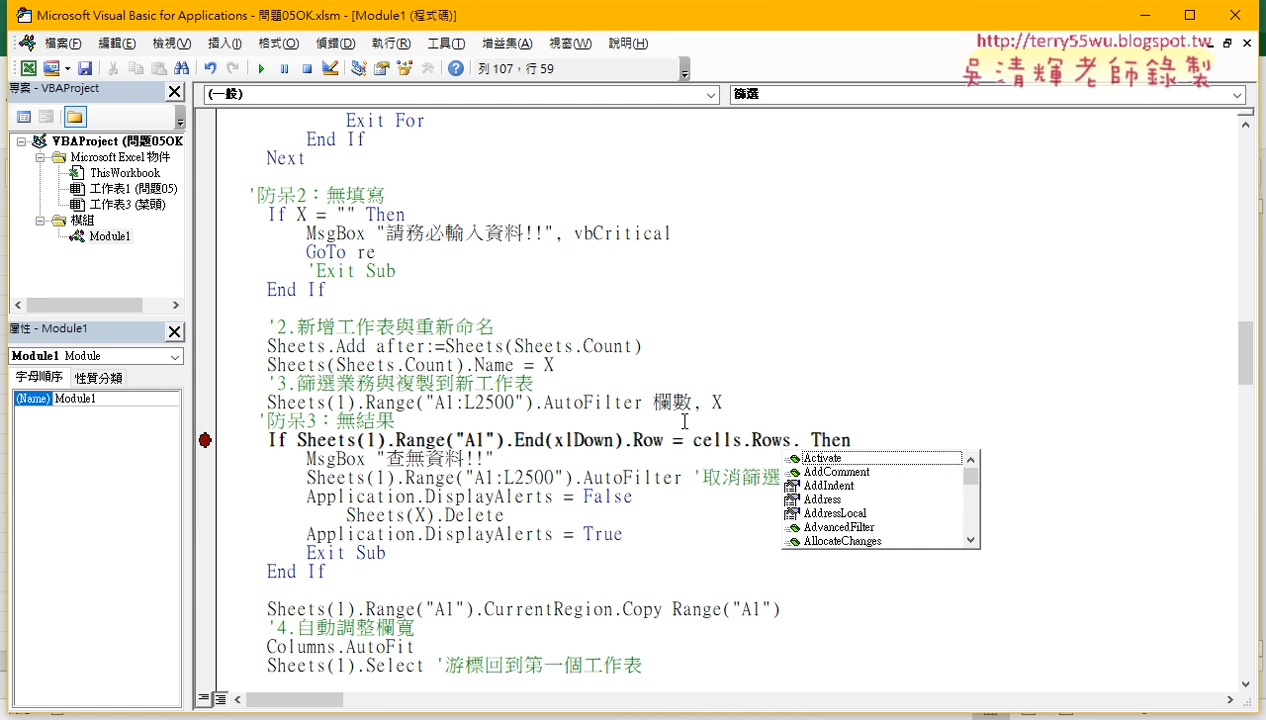 Microsoft Visual Basic for Applications - 問題05OK.xlsm - [Module1 (程式碼)]
檔案(F) 編輯(E) 檢視(V) 插入(I) 格式(O) 偵錯(D) 執行(R) 工具(T) 增益集(A) 視窗(W) 說明(H)
http://terry55wu.blogspot.tw
吳清輝老師錄製
列 107，行 59
專案 - VBAProject
(一般)
篩選
VBAProject (問題05OK
Microsoft Excel 物件
ThisWorkbook
工作表1 (問題05)
工作表3 (菜頭)
模組
Module1
屬性 - Module1
Module1 Module
字母順序 性質分類
(Name) Module1
Exit For
End If
Next
'防呆2：無填寫
If X = "" Then
MsgBox "請務必輸入資料!!", vbCritical
GoTo re
'Exit Sub
End If
'2.新增工作表與重新命名
Sheets.Add after:=Sheets(Sheets.Count)
Sheets(Sheets.Count).Name = X
'3.篩選業務與複製到新工作表
Sheets(1).Range("A1:L2500").AutoFilter 欄數, X
'防呆3：無結果
If Sheets(1).Range("A1").End(xlDown).Row = cells.Rows. Then
MsgBox "查無資料!!"
Sheets(1).Range("A1:L2500").AutoFilter '取消篩選
Application.DisplayAlerts = False
Sheets(X).Delete
Application.DisplayAlerts = True
Exit Sub
End If
Activate
AddComment
AddIndent
Address
AddressLocal
AdvancedFilter
AllocateChanges
Sheets(1).Range("A1").CurrentRegion.Copy Range("A1")
'4.自動調整欄寬
Columns.AutoFit
Sheets(1).Select '游標回到第一個工作表